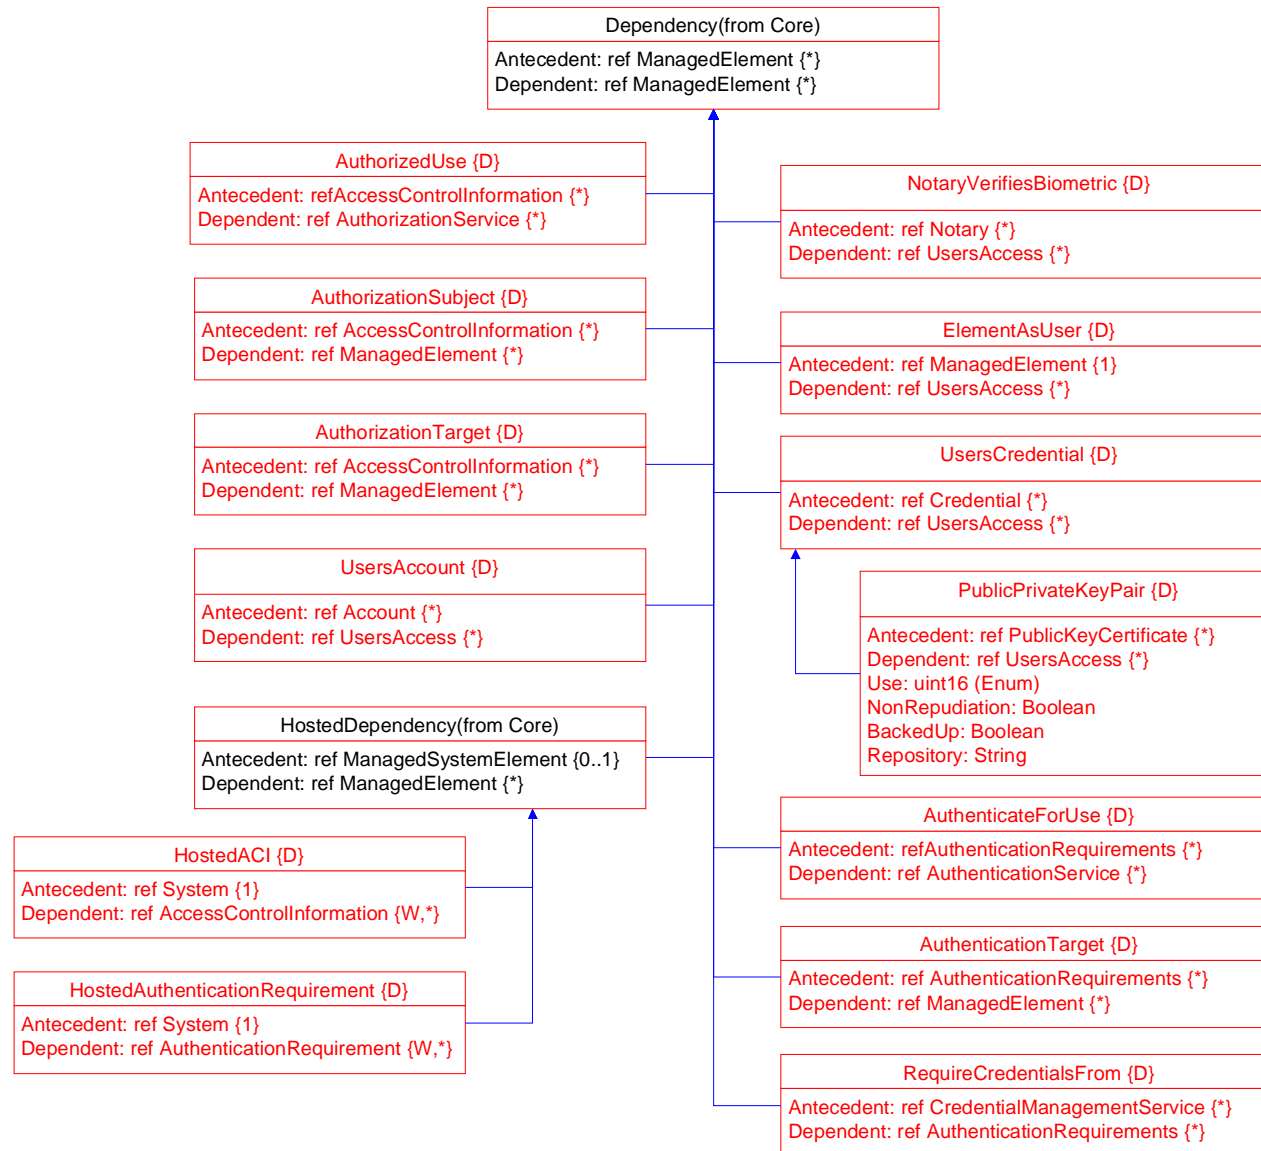 Dependency(from Core)
Antecedent: ref ManagedElement {*}
Dependent: ref ManagedElement {*}
AuthorizedUse {D}
Antecedent: refAccessControlInformation {*}
Dependent: ref AuthorizationService {*}
AuthorizationSubject {D}
Antecedent: ref AccessControlInformation {*}
Dependent: ref ManagedElement {*}
AuthorizationTarget {D}
Antecedent: ref AccessControlInformation {*}
Dependent: ref ManagedElement {*}
UsersAccount {D}
Antecedent: ref Account {*}
Dependent: ref UsersAccess {*}
HostedDependency(from Core)
Antecedent: ref ManagedSystemElement {0..1}
Dependent: ref ManagedElement {*}
HostedACI {D}
Antecedent: ref System {1}
Dependent: ref AccessControlInformation {W,*}
HostedAuthenticationRequirement {D}
Antecedent: ref System {1}
Dependent: ref AuthenticationRequirement {W,*}
NotaryVerifiesBiometric {D}
Antecedent: ref Notary {*}
Dependent: ref UsersAccess {*}
ElementAsUser {D}
Antecedent: ref ManagedElement {1}
Dependent: ref UsersAccess {*}
UsersCredential {D}
Antecedent: ref Credential {*}
Dependent: ref UsersAccess {*}
PublicPrivateKeyPair {D}
Antecedent: ref PublicKeyCertificate {*}
Dependent: ref UsersAccess {*}
Use: uint16 (Enum)
NonRepudiation: Boolean
BackedUp: Boolean
Repository: String
AuthenticateForUse {D}
Antecedent: refAuthenticationRequirements {*}
Dependent: ref AuthenticationService {*}
AuthenticationTarget {D}
Antecedent: ref AuthenticationRequirements {*}
Dependent: ref ManagedElement {*}
RequireCredentialsFrom {D}
Antecedent: ref CredentialManagementService {*}
Dependent: ref AuthenticationRequirements {*}